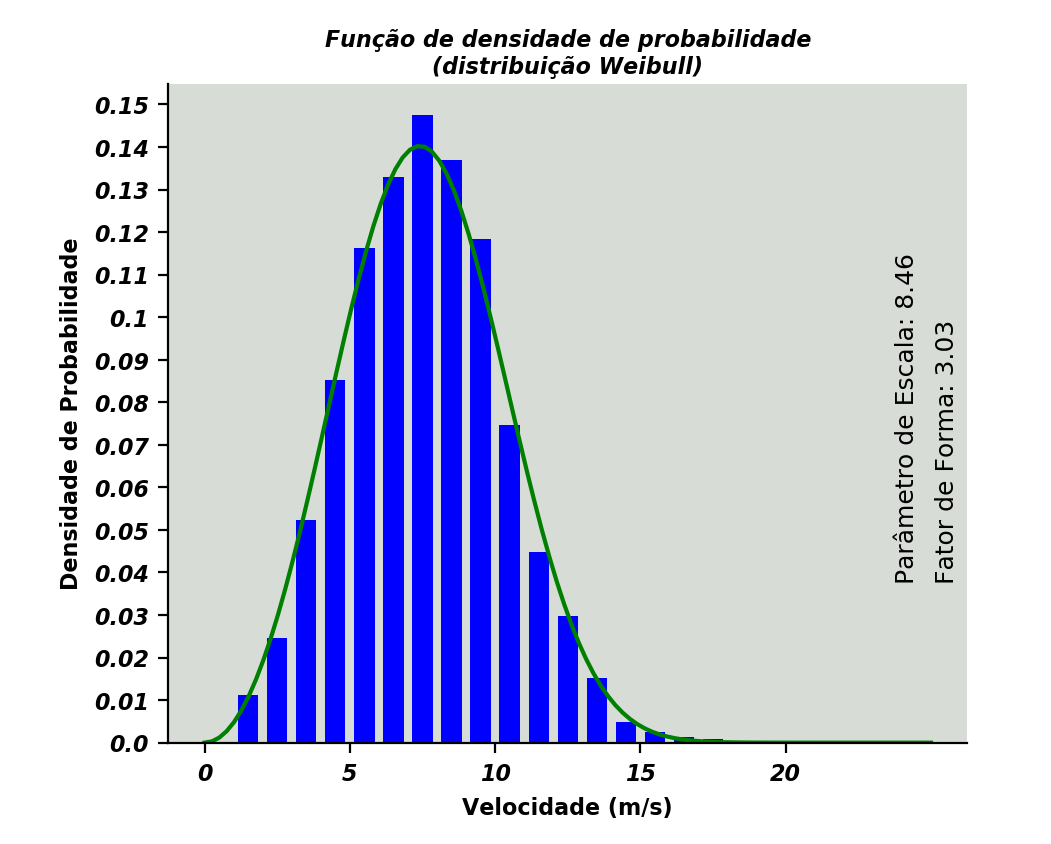 Função de densidade de probabilidade
(distribuição Weibull)
0.15
0.14
0.13
0.12
0.11
0.1
0.09
0.08
0.07
0.06
0.05
0.04
0.03
0.02
0.01
0.0
Densidade de Probabilidade
0 5 10 15 20
Velocidade (m/s)
Parâmetro de Escala: 8.46
Fator de Forma: 3.03